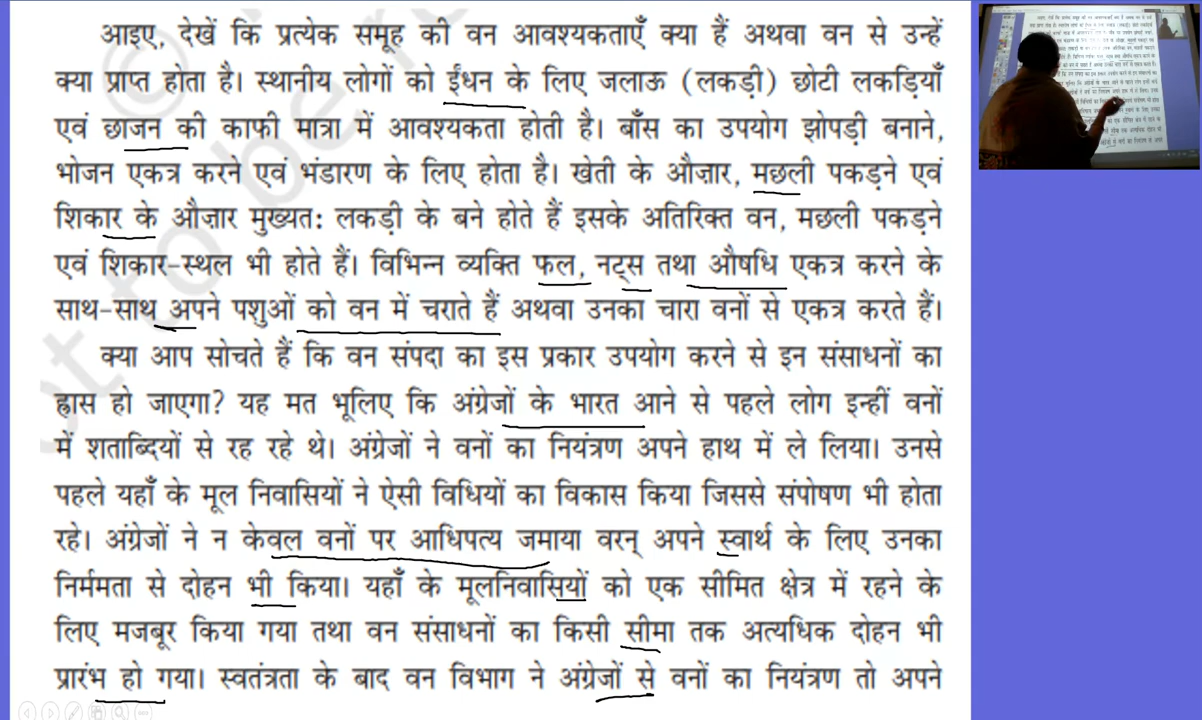 आइए, देखें कि प्रत्येक समूह की वन आवश्यकताएँ क्या हैं अथवा वन से उन्हें
क्या प्राप्त होता है। स्थानीय लोगों को ईंधन के लिए जलाऊ (लकड़ी) छोटी लकड़ियाँ
एवं छाजन की काफी मात्रा में आवश्यकता होती है। बाँस का उपयोग झोपड़ी बनाने,
भोजन एकत्र करने एवं भंडारण के लिए होता है। खेती के औज़ार, मछली पकड़ने एवं
शिकार के औज़ार मुख्यत: लकड़ी के बने होते हैं इसके अतिरिक्त वन, मछली पकड़ने
एवं शिकार-स्थल भी होते हैं। विभिन्न व्यक्ति फल, नट्स तथा औषधि एकत्र करने के
साथ-साथ अपने पशुओं को वन में चराते हैं अथवा उनका चारा वनों से एकत्र करते हैं।
क्या आप सोचते हैं कि वन संपदा का इस प्रकार उपयोग करने से इन संसाधनों का
ह्रास हो जाएगा? यह मत भूलिए कि अंग्रेजों के भारत आने से पहले लोग इन्हीं वनों
में शताब्दियों से रह रहे थे। अंग्रेजों ने वनों का नियंत्रण अपने हाथ में ले लिया। उनसे
पहले यहाँ के मूल निवासियों ने ऐसी विधियों का विकास किया जिससे संपोषण भी होता
रहे। अंग्रेजों ने न केवल वनों पर आधिपत्य जमाया वरन् अपने स्वार्थ के लिए उनका
निर्ममता से दोहन भी किया। यहाँ के मूलनिवासियों को एक सीमित क्षेत्र में रहने के
लिए मजबूर किया गया तथा वन संसाधनों का किसी सीमा तक अत्यधिक दोहन भी
प्रारंभ हो गया। स्वतंत्रता के बाद वन विभाग ने अंग्रेजों से वनों का नियंत्रण तो अपने